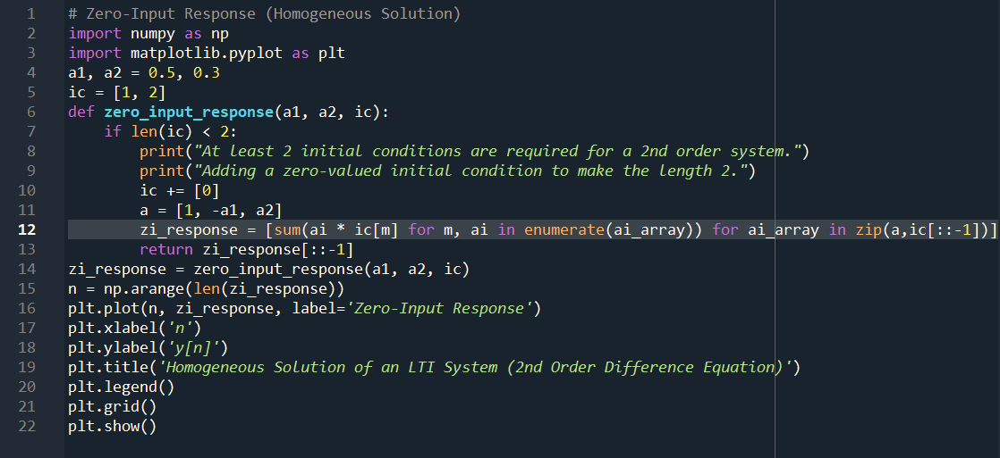 1 # Zero-Input Response (Homogeneous Solution)
2 import numpy as np
3 import matplotlib.pyplot as plt
4 a1, a2 = 0.5, 0.3
5 ic = [1, 2]
6 def zero_input_response(a1, a2, ic):
7     if len(ic) < 2:
8         print("At least 2 initial conditions are required for a 2nd order system.")
9         print("Adding a zero-valued initial condition to make the length 2.")
10         ic += [0]
11         a = [1, -a1, a2]
12         zi_response = [sum(ai * ic[m] for m, ai in enumerate(ai_array)) for ai_array in zip(a,ic[::-1])]
13         return zi_response[::-1]
14 zi_response = zero_input_response(a1, a2, ic)
15 n = np.arange(len(zi_response))
16 plt.plot(n, zi_response, label='Zero-Input Response')
17 plt.xlabel('n')
18 plt.ylabel('y[n]')
19 plt.title('Homogeneous Solution of an LTI System (2nd Order Difference Equation)')
20 plt.legend()
21 plt.grid()
22 plt.show()